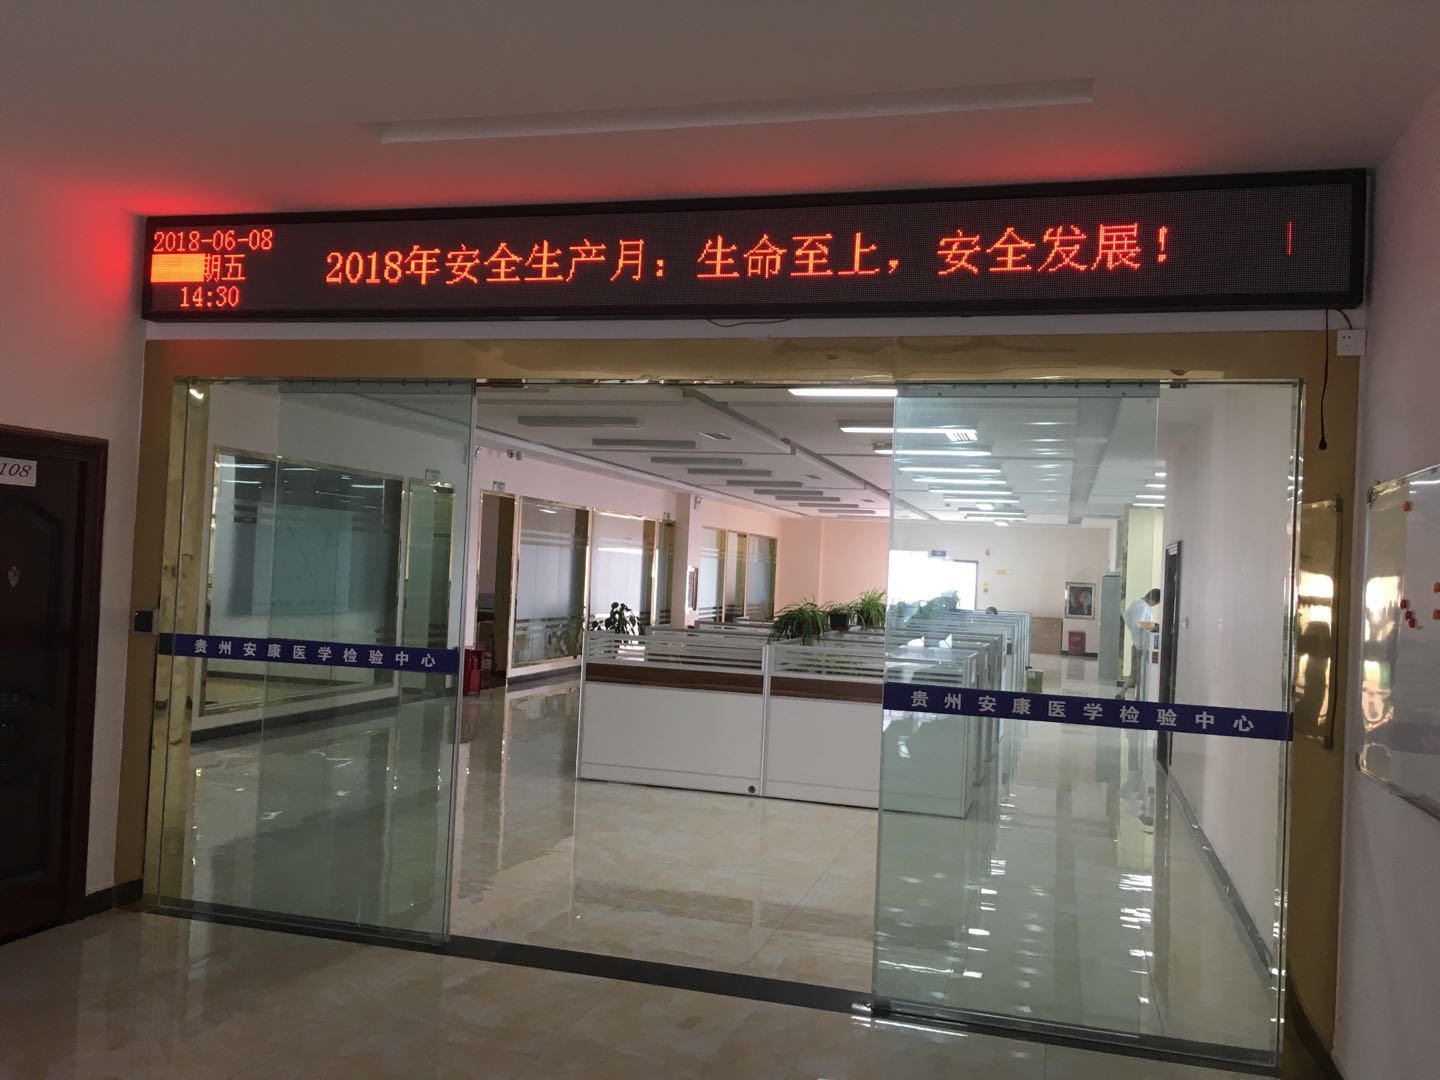 2018-06-08
期五
14:30
2018年安全生产月：生命至上，安全发展！
108
贵州安康医学检验中心
贵州安康医学检验中心